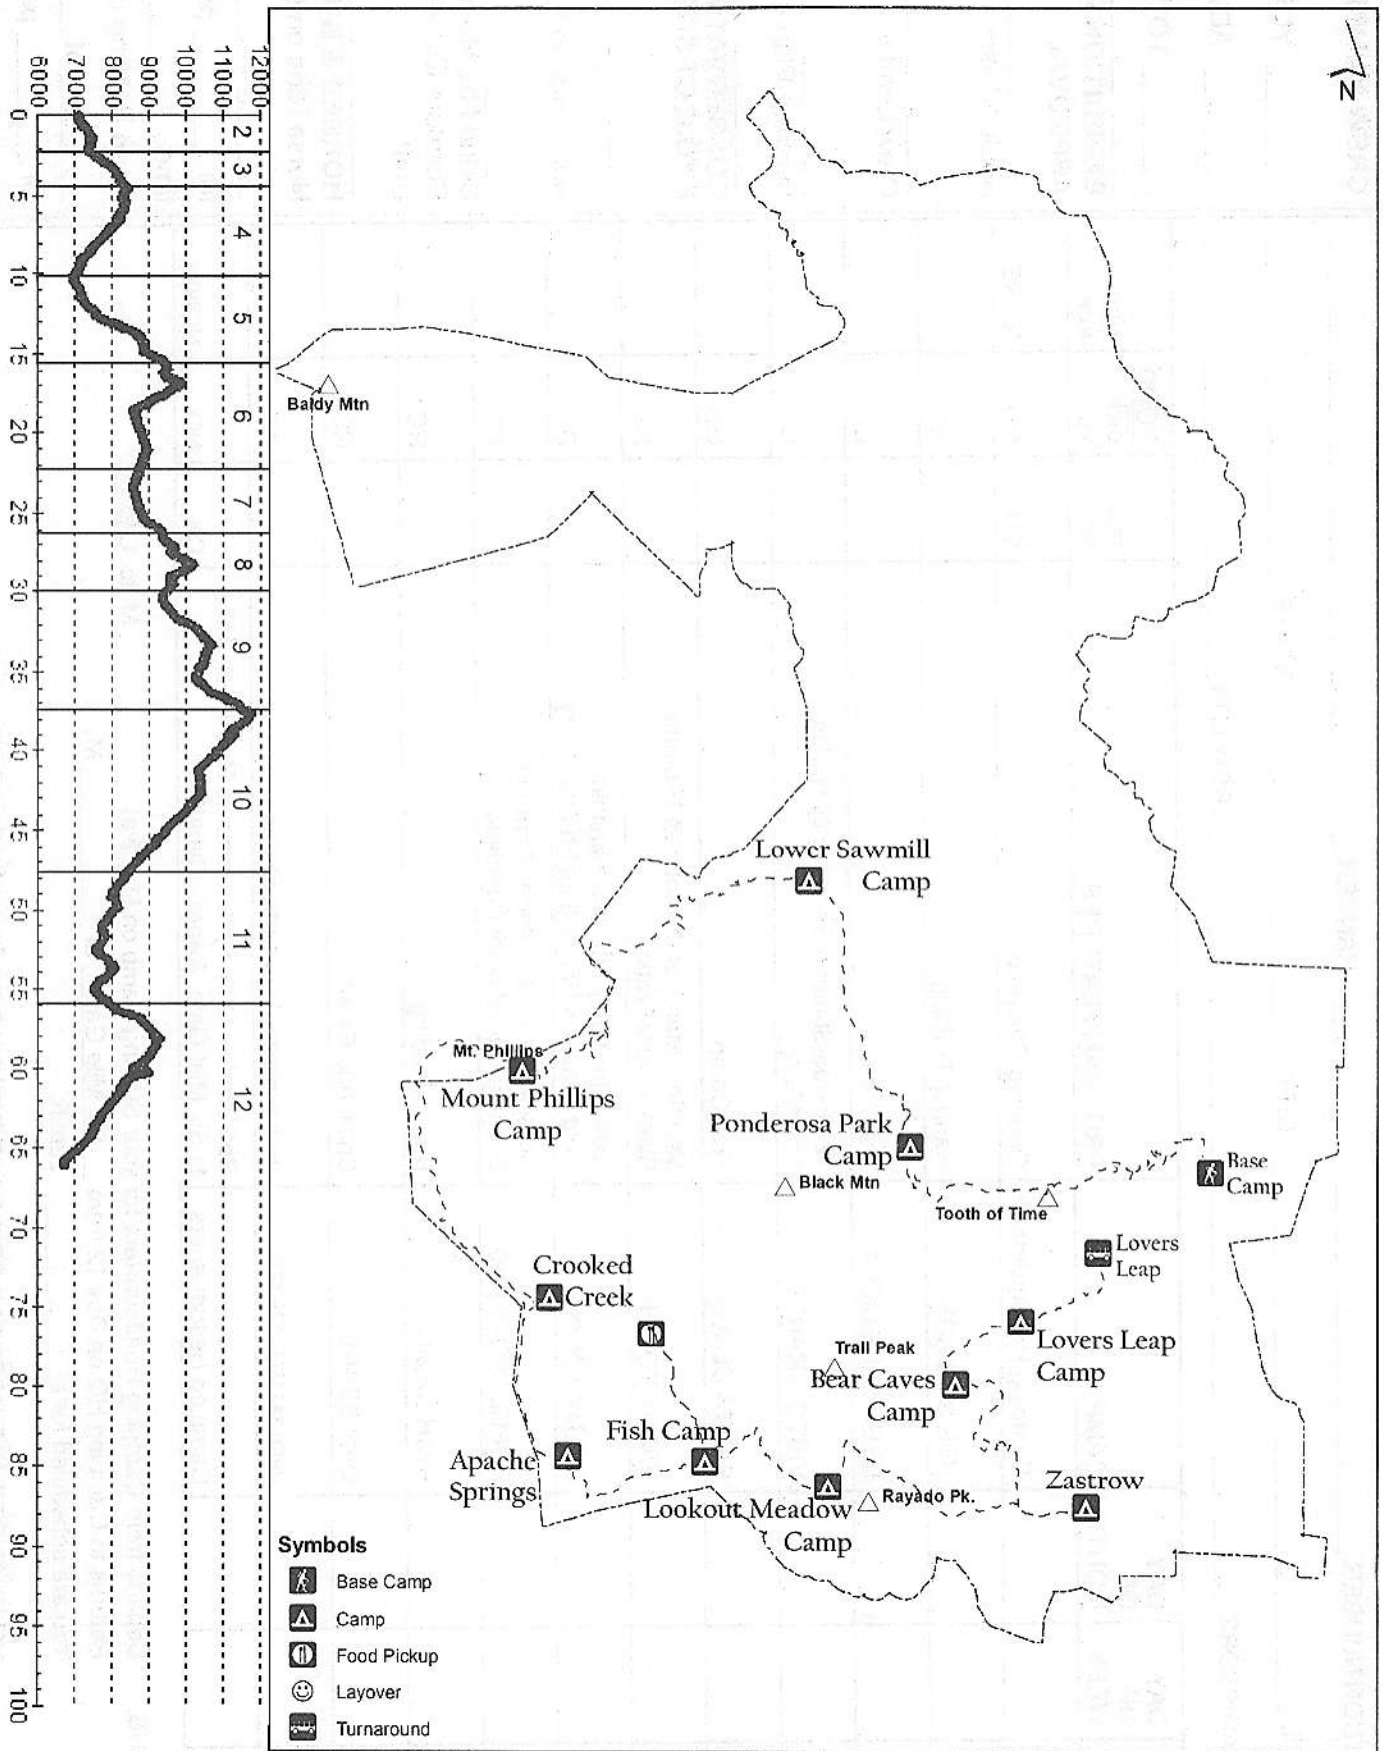 N
Baldy Mtn
Lower Sawmill
Camp
Mt. Phillips
Mount Phillips
Camp
Ponderosa Park
Camp
Black Mtn
Base
Camp
Tooth of Time
Lovers
Leap
Crooked
Creek
Lovers Leap
Camp
Trail Peak
Bear Caves
Camp
Fish Camp
Apache
Springs
Zastrow
Rayado Pk.
Lookout Meadow
Camp
Symbols
Base Camp
Camp
Food Pickup
Layover
Turnaround
12000
11000
10000
9000
8000
7000
6000
2
3
4
5
6
7
8
9
10
11
12
0
5
10
15
20
25
30
35
40
45
50
55
60
65
70
75
80
85
90
95
100